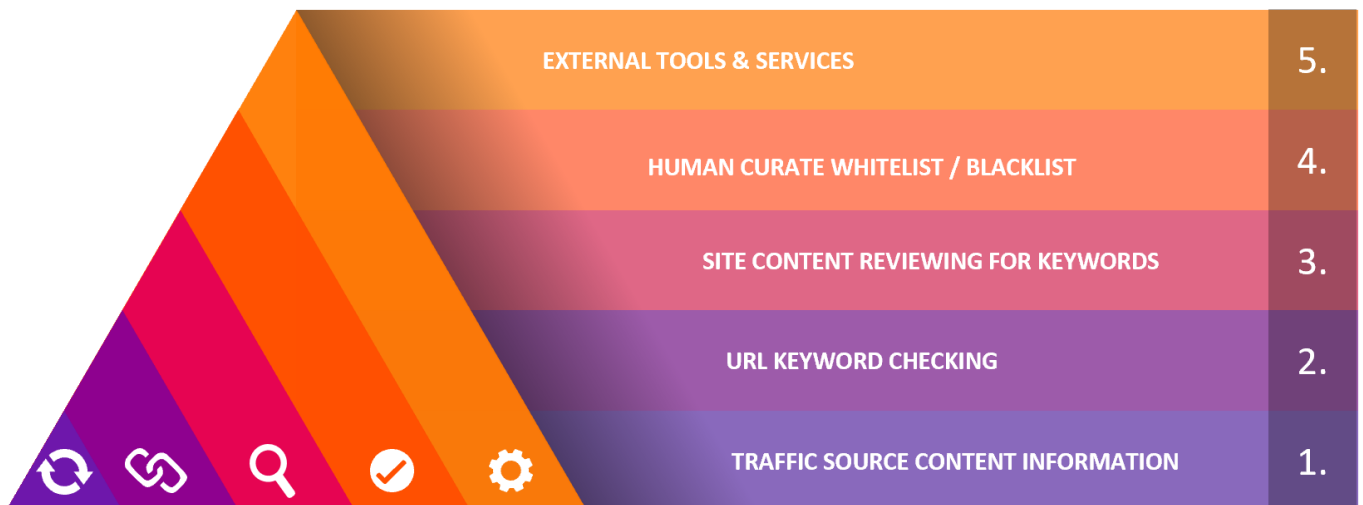 EXTERNAL TOOLS & SERVICES 5.
HUMAN CURATE WHITELIST / BLACKLIST 4.
SITE CONTENT REVIEWING FOR KEYWORDS 3.
URL KEYWORD CHECKING 2.
TRAFFIC SOURCE CONTENT INFORMATION 1.